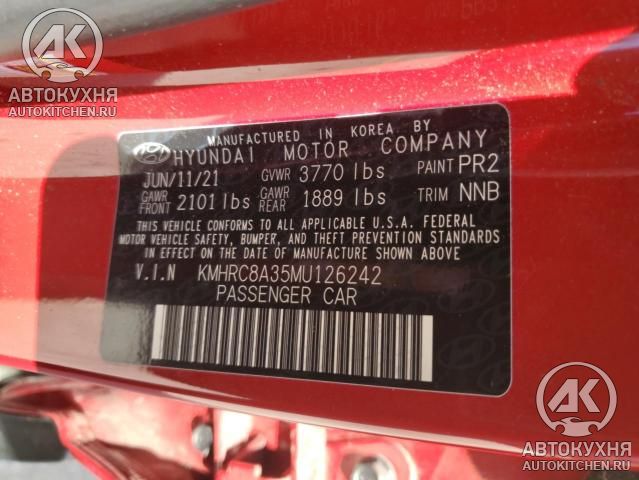 АВТОКУХНЯ
AUTOKITCHEN.RU
MANUFACTURED IN KOREA BY
HYUNDAI MOTOR COMPANY
JUN/11/21 GVWR 3770 lbs PAINT PR2
GAWR FRONT 2101 lbs GAWR REAR 1889 lbs TRIM NNB
THIS VEHICLE CONFORMS TO ALL APPLICABLE U.S.A. FEDERAL
MOTOR VEHICLE SAFETY, BUMPER, AND THEFT PREVENTION
STANDARDS IN EFFECT ON THE DATE OF MANUFACTURE SHOWN ABOVE
V.I.N KMHRC8A35MU126242
PASSENGER CAR
АК
АВТОКУХНЯ
AUTOKITCHEN.RU